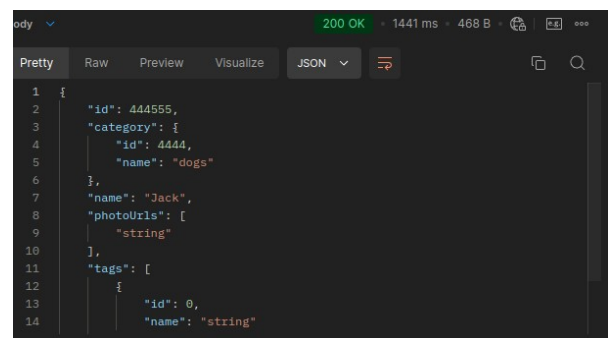 ody 200 OK 1441 ms 468 B e.g.
Pretty Raw Preview Visualize JSON
1 {
2 "id": 444555,
3 "category": {
4 "id": 4444,
5 "name": "dogs"
6 },
7 "name": "Jack",
8 "photoUrls": [
9 "string"
10 ],
11 "tags": [
12 {
13 "id": 0,
14 "name": "string"